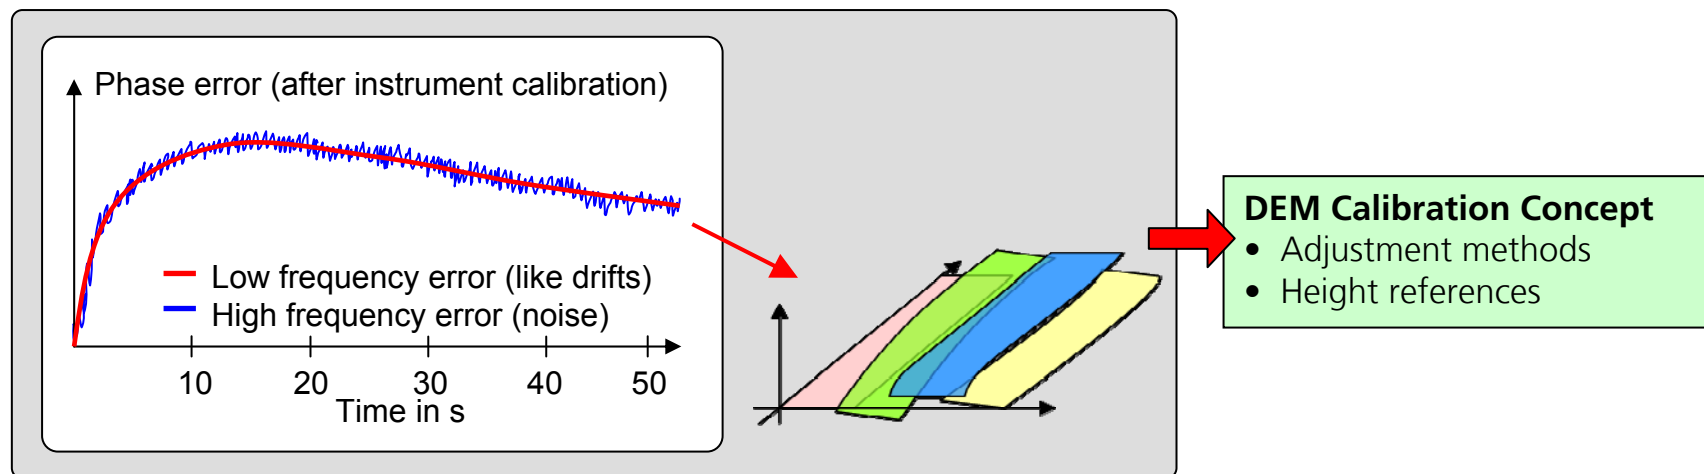 Phase error (after instrument calibration)
Low frequency error (like drifts)
High frequency error (noise)
10 20 30 40 50
Time in s
DEM Calibration Concept
• Adjustment methods
• Height references